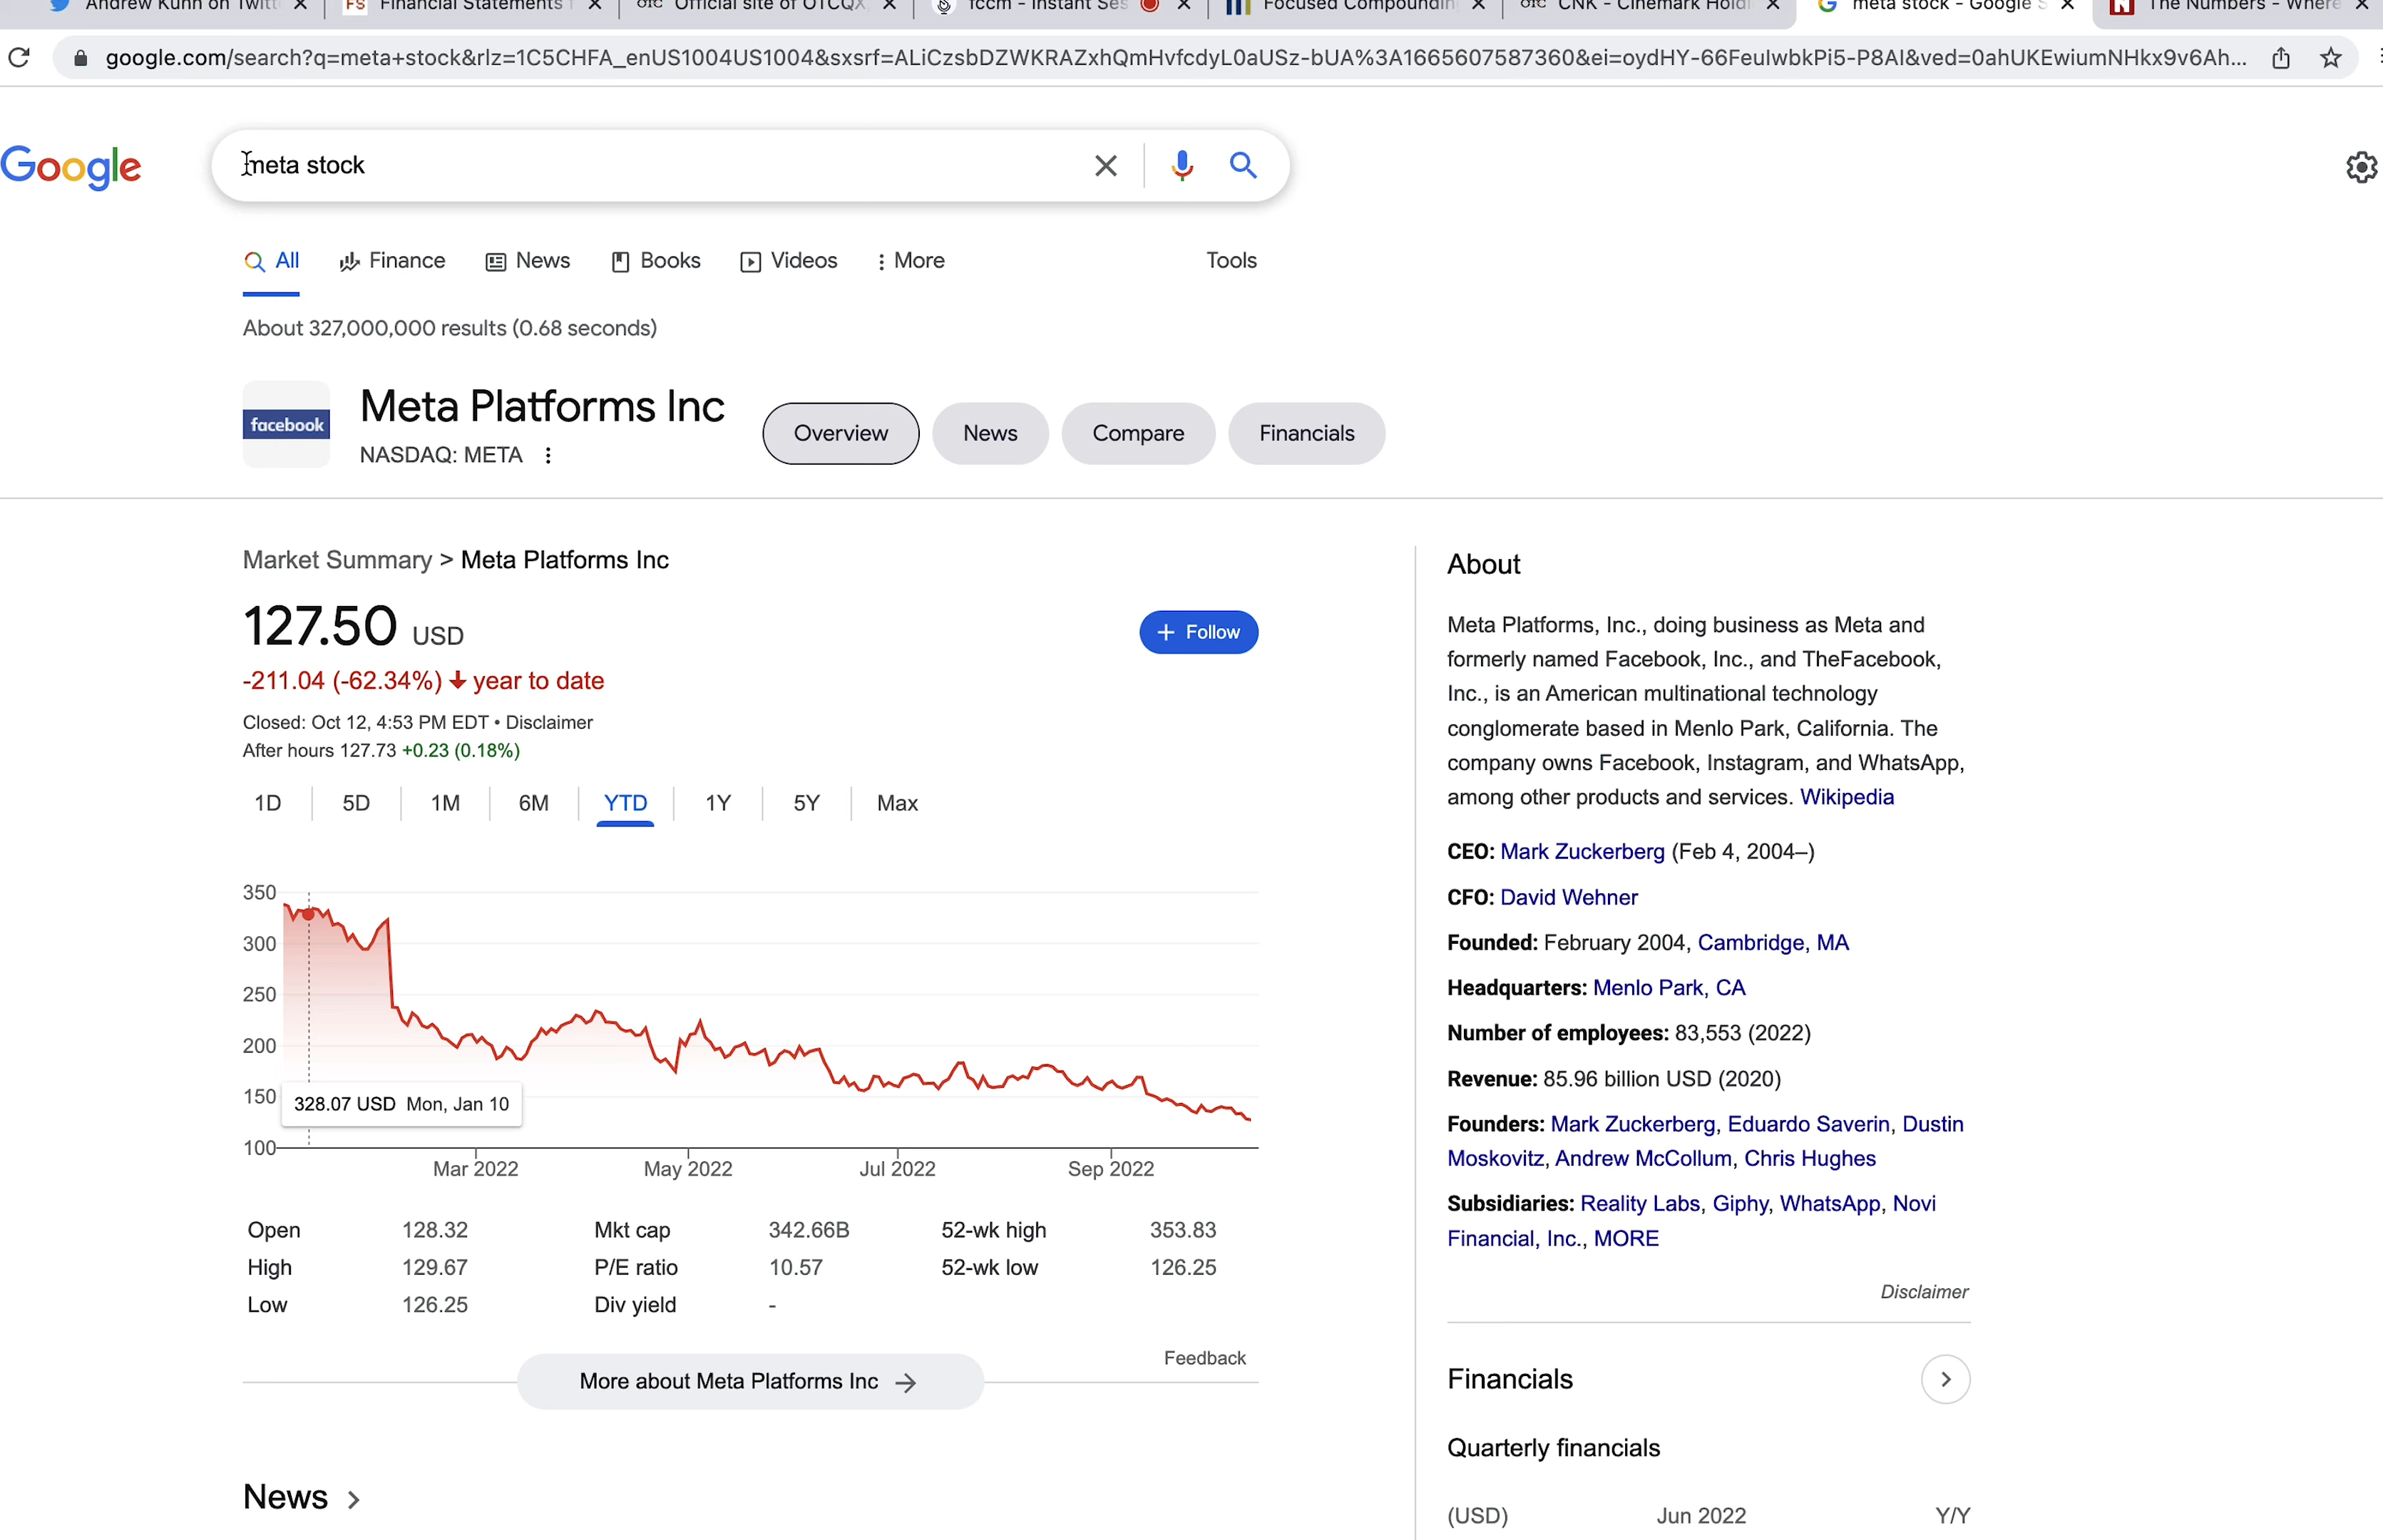 Andrew Kuhn on Twitt
Financial Statements f
Official site of OTCQX,
fccm - Instant Ses
Focused Compoundin
CNK - Cinemark Holdi
meta stock - Google S
The Numbers - Where
google.com/search?q=meta+stock&rlz=1C5CHFA_enUS1004US1004&sxsrf=ALiCzsbDZWKRAZxhQmHvfcdyL0aUSz-bUA%3A1665607587360&ei=oydHY-66FeulwbkPi5-P8AI&ved=0ahUKEwiumNHkx9v6Ah...
Google
meta stock
All
Finance
News
Books
Videos
More
Tools
About 327,000,000 results (0.68 seconds)
facebook
Meta Platforms Inc
NASDAQ: META
Overview
News
Compare
Financials
Market Summary > Meta Platforms Inc
127.50 USD
Follow
-211.04 (-62.34%) year to date
Closed: Oct 12, 4:53 PM EDT • Disclaimer
After hours 127.73 +0.23 (0.18%)
1D
5D
1M
6M
YTD
1Y
5Y
Max
350
300
250
200
150
100
328.07 USD Mon, Jan 10
Mar 2022
May 2022
Jul 2022
Sep 2022
Open 128.32 Mkt cap 342.66B 52-wk high 353.83
High 129.67 P/E ratio 10.57 52-wk low 126.25
Low 126.25 Div yield -
Feedback
More about Meta Platforms Inc
News
About
Meta Platforms, Inc., doing business as Meta and
formerly named Facebook, Inc., and TheFacebook,
Inc., is an American multinational technology
conglomerate based in Menlo Park, California. The
company owns Facebook, Instagram, and WhatsApp,
among other products and services. Wikipedia
CEO: Mark Zuckerberg (Feb 4, 2004–)
CFO: David Wehner
Founded: February 2004, Cambridge, MA
Headquarters: Menlo Park, CA
Number of employees: 83,553 (2022)
Revenue: 85.96 billion USD (2020)
Founders: Mark Zuckerberg, Eduardo Saverin, Dustin
Moskovitz, Andrew McCollum, Chris Hughes
Subsidiaries: Reality Labs, Giphy, WhatsApp, Novi
Financial, Inc., MORE
Disclaimer
Financials
Quarterly financials
(USD) Jun 2022 Y/Y